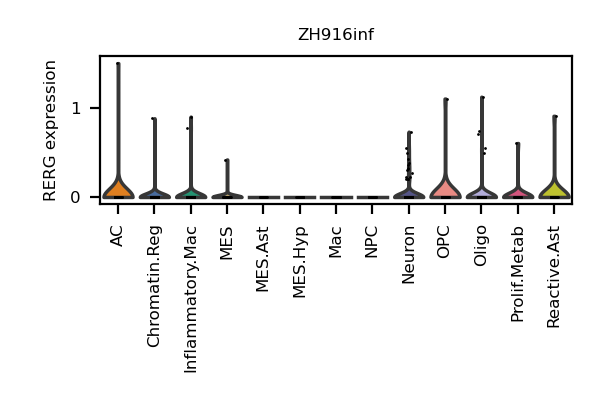 ZH916inf
RERG expression
1
0
AC
Chromatin.Reg
Inflammatory.Mac
MES
MES.Ast
MES.Hyp
Mac
NPC
Neuron
OPC
Oligo
Prolif.Metab
Reactive.Ast